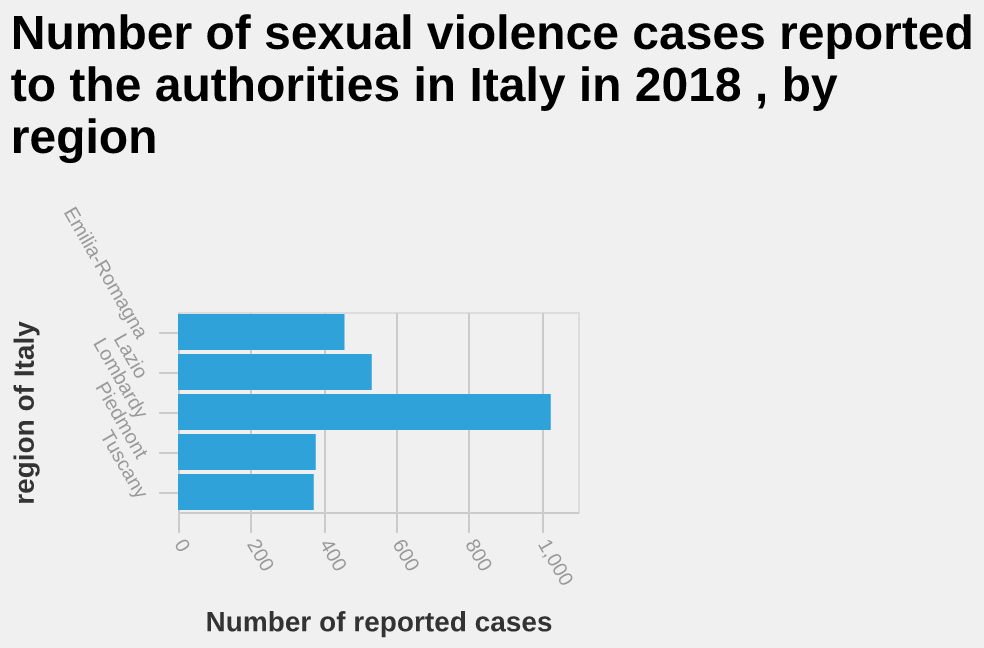 Number of sexual violence cases reported
to the authorities in Italy in 2018 , by
region
region of Italy
Emilia-Romagna
Lazio
Lombardy
Piedmont
Tuscany
0
200
400
600
800
1,000
Number of reported cases